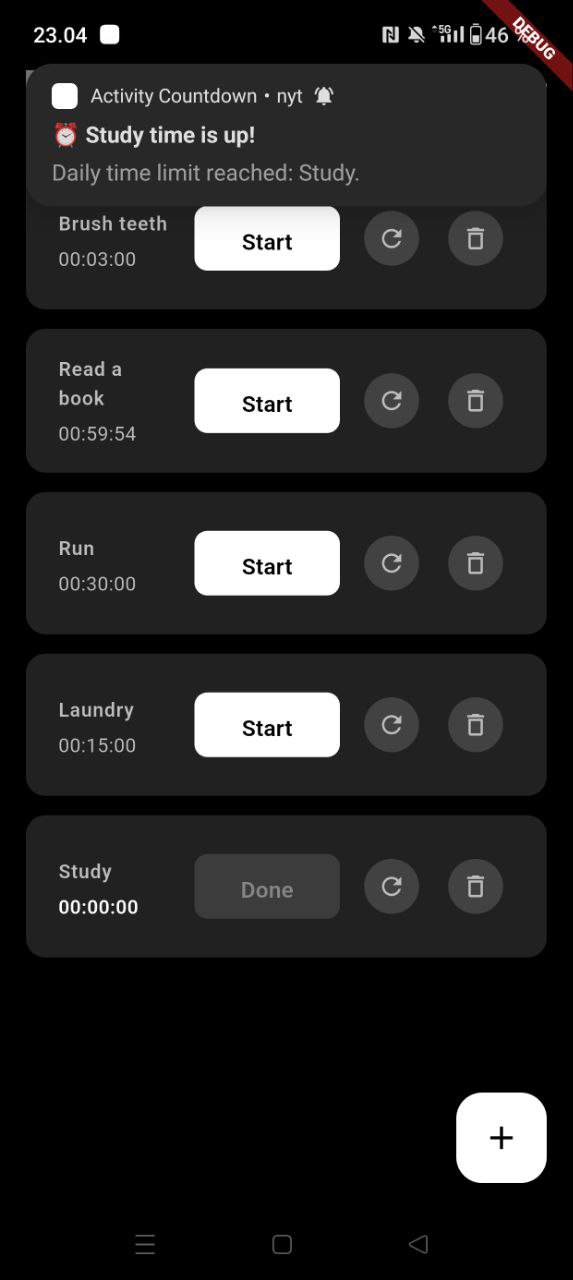 23.04
5G
46 %
DEBUG
Activity Countdown • nyt
⏰ Study time is up!
Daily time limit reached: Study.
Brush teeth
00:03:00
Start
Read a
book
00:59:54
Start
Run
00:30:00
Start
Laundry
00:15:00
Start
Study
00:00:00
Done